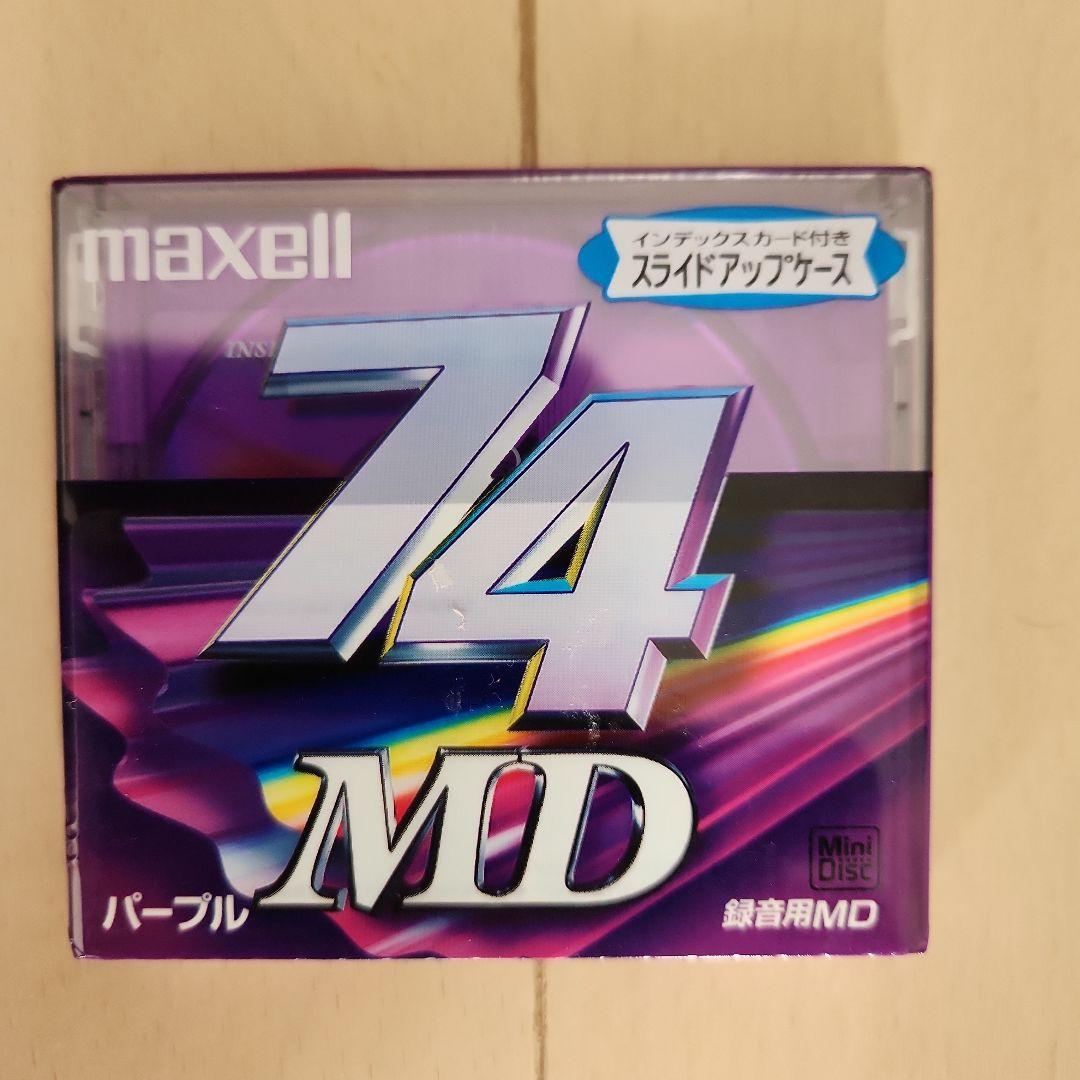 maxell
インデックスカード付き
スライドアップケース
74
MD
Mini
Disc
パープル
録音用MD